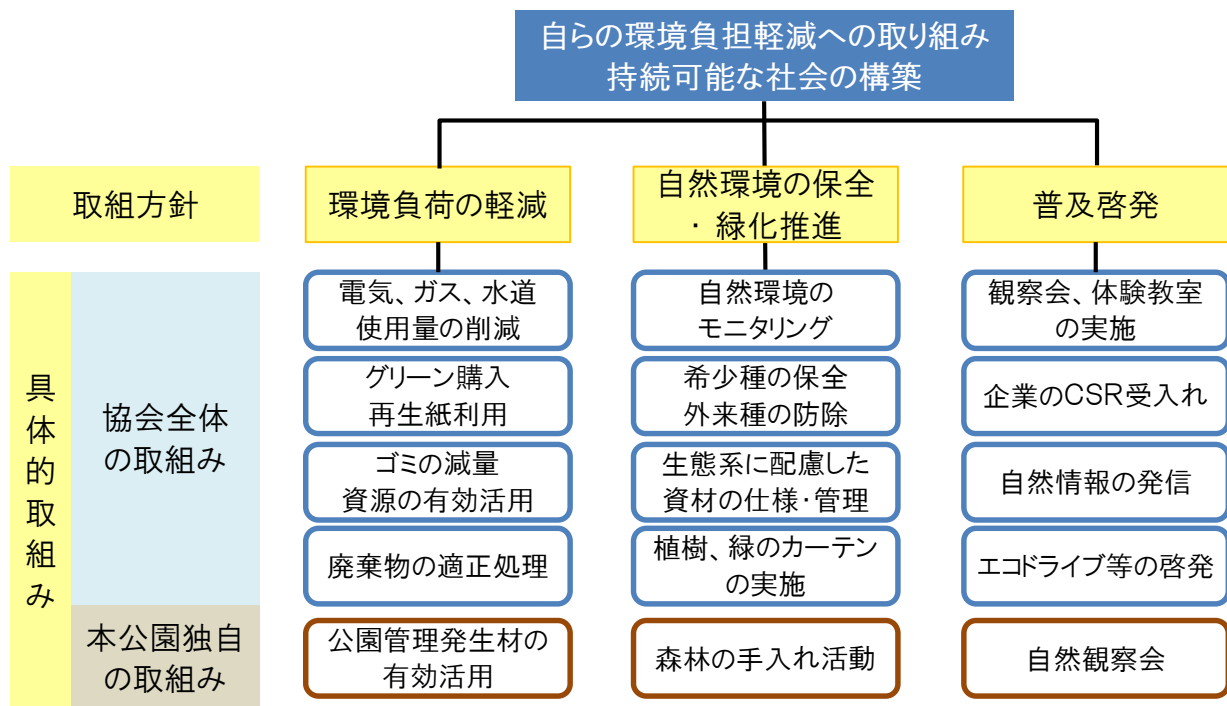 自らの環境負担軽減への取り組み
持続可能な社会の構築
取組方針
環境負荷の軽減
自然環境の保全
・ 緑化推進
普及啓発
具体的取組み
協会全体
の取組み
電気、ガス、水道
使用量の削減
自然環境の
モニタリング
観察会、体験教室
の実施
グリーン購入
再生紙利用
希少種の保全
外来種の防除
企業のCSR受入れ
ゴミの減量
資源の有効活用
生態系に配慮した
資材の仕様・管理
自然情報の発信
廃棄物の適正処理
植樹、緑のカーテン
の実施
エコドライブ等の啓発
本公園独自
の取組み
公園管理発生材の
有効活用
森林の手入れ活動
自然観察会